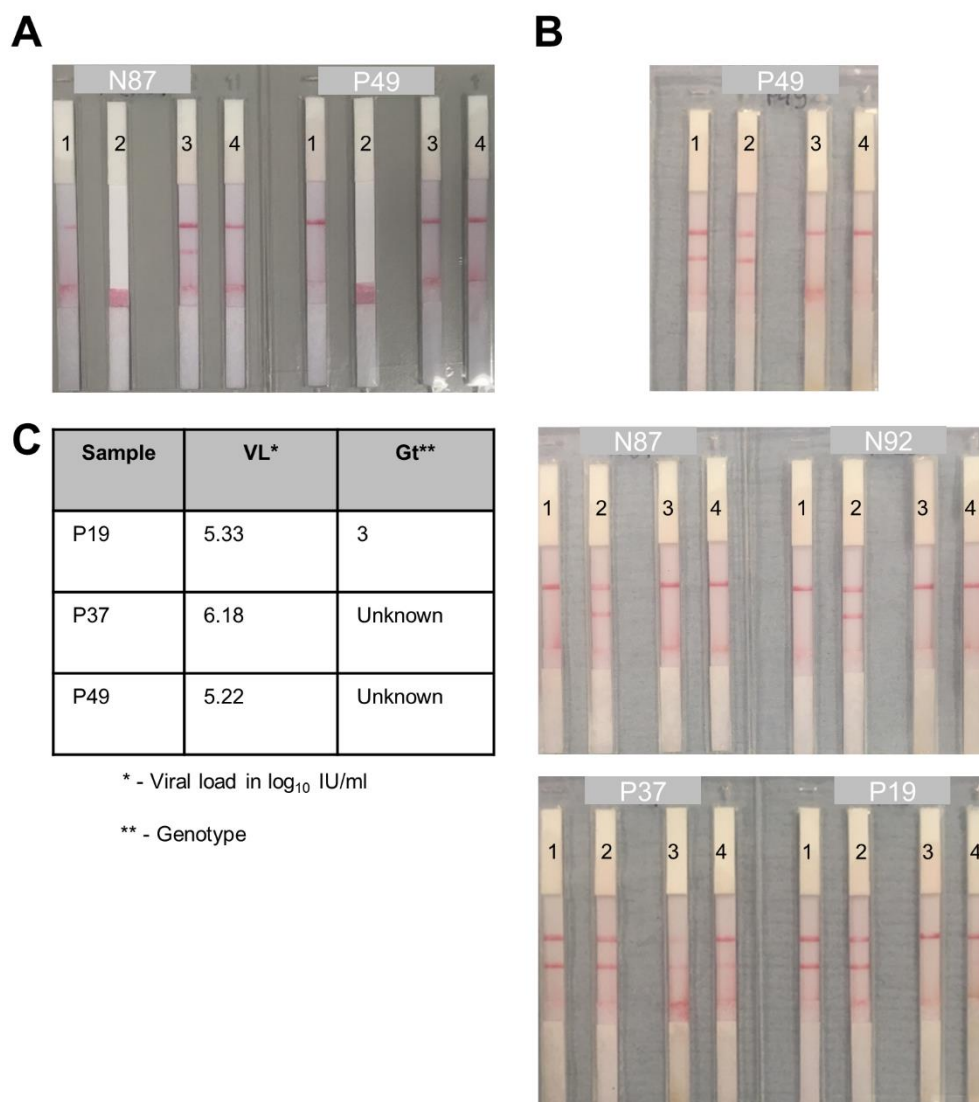 A
B
N87
P49
1 2 3 4
1 2 3 4
P49
P49
1 2 3 4
C
Sample VL* Gt**
P19 5.33 3
P37 6.18 Unknown
P49 5.22 Unknown
* - Viral load in log10 IU/ml
** - Genotype
N87
N92
1 2 3 4
1 2 3 4
P37
P19
1 2 3 4
1 2 3 4